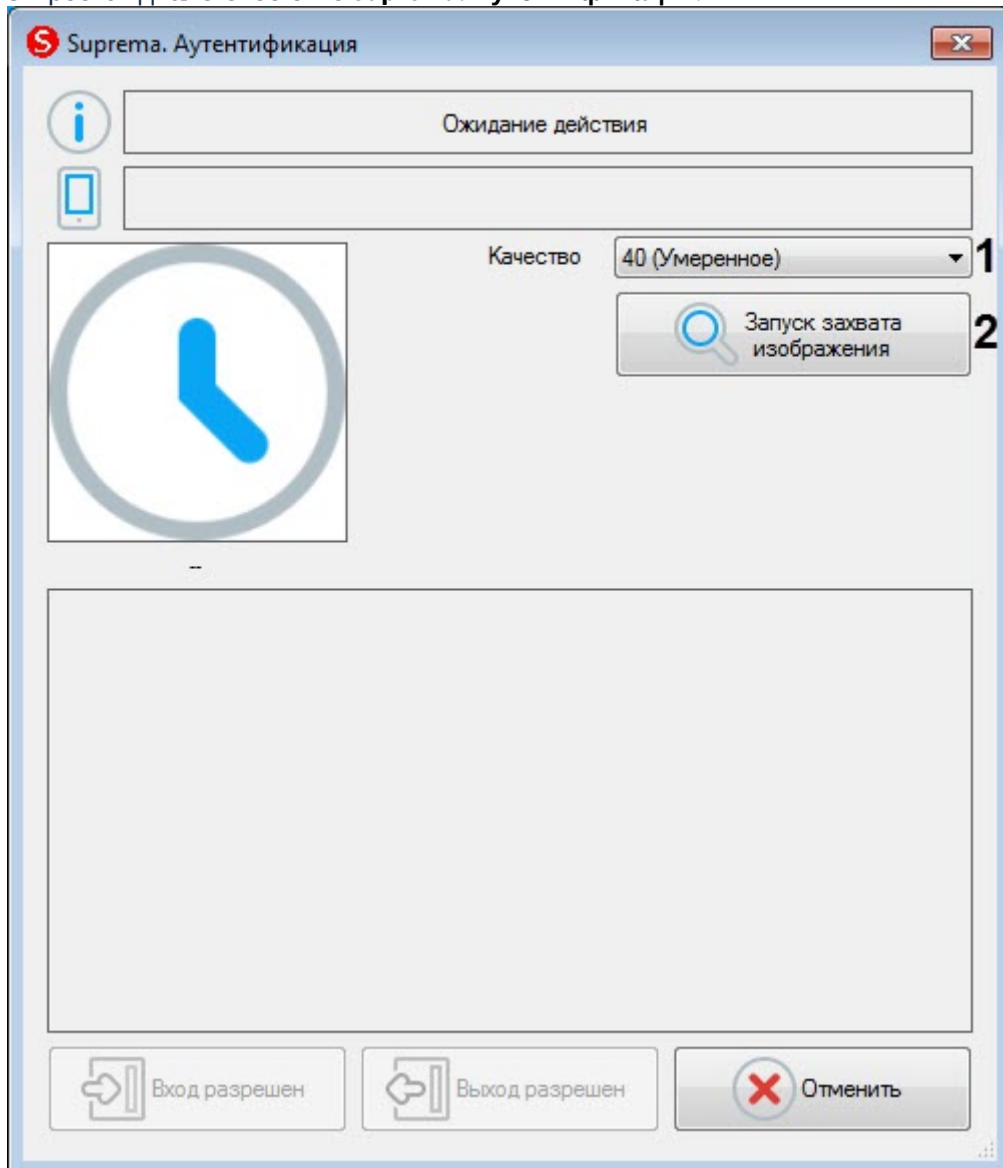 Suprema. Аутентификация
Ожидание действия
Качество 40 (Умеренное) 1
Запуск захвата
изображения 2
--
Вход разрешен Выход разрешен Отменить